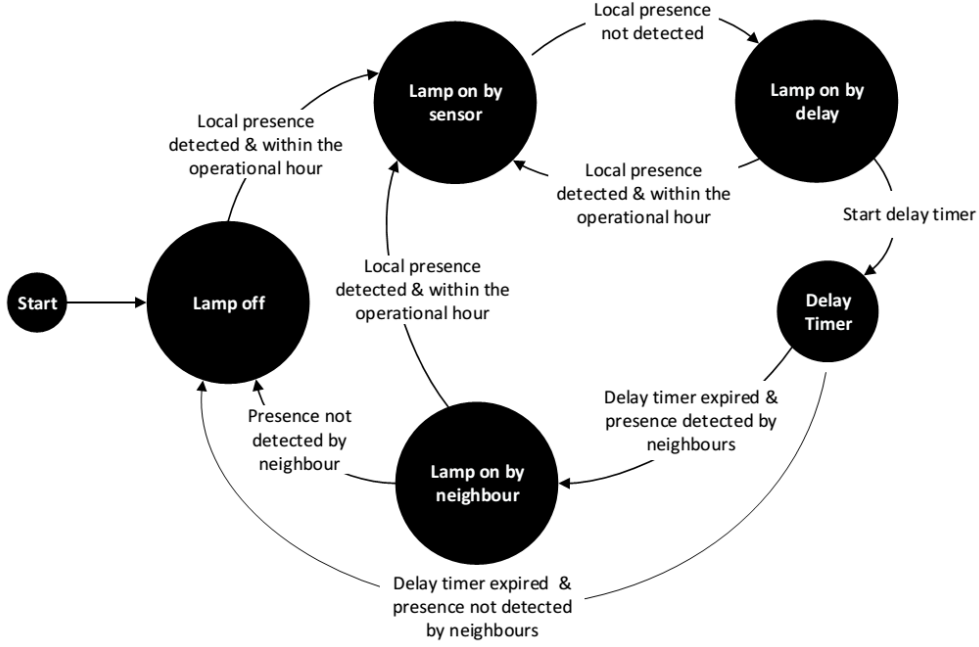 Local presence
not detected
Lamp on by
sensor
Lamp on by
delay
Local presence
detected & within the
operational hour
Local presence
detected & within the
operational hour
Start delay timer
Start
Lamp off
Local presence
detected & within the
operational hour
Delay
Timer
Delay timer expired &
presence detected by
neighbours
Presence not
detected by
neighbour
Lamp on by
neighbour
Delay timer expired &
presence not detected
by neighbours